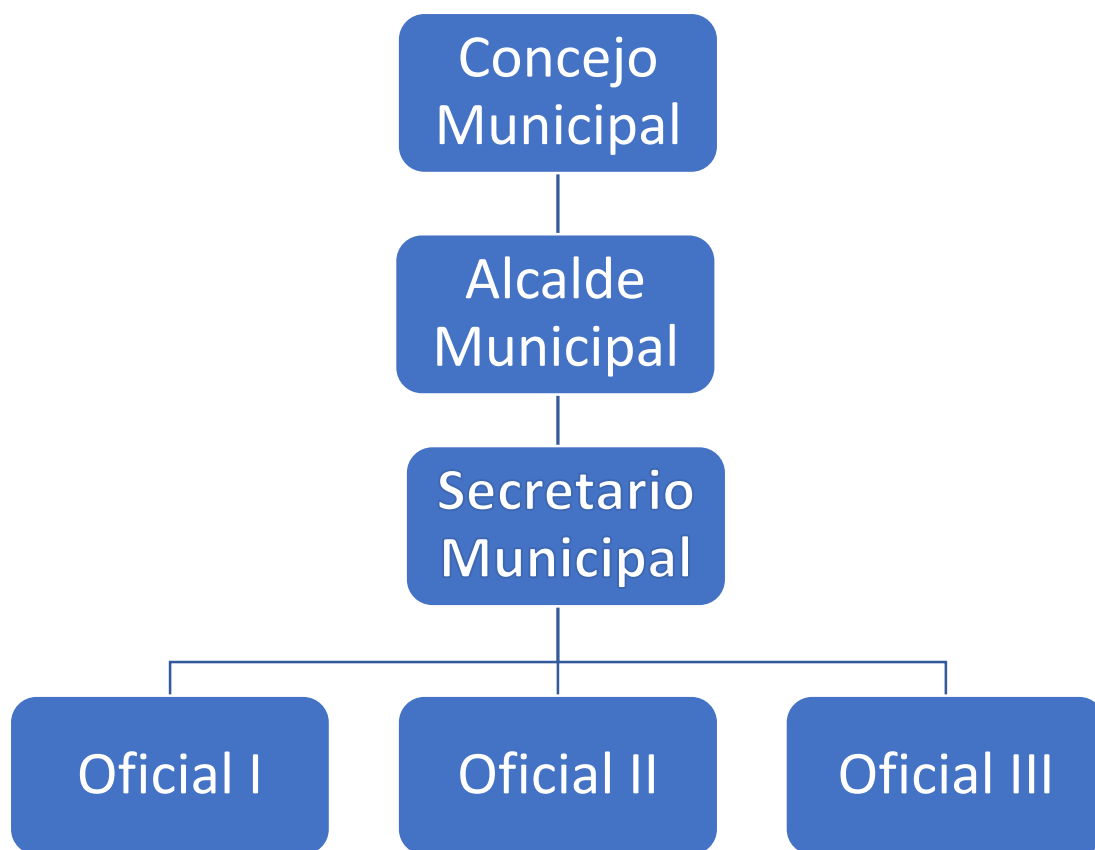 Concejo
Municipal
Alcalde
Municipal
Secretario
Municipal
Oficial I
Oficial II
Oficial III